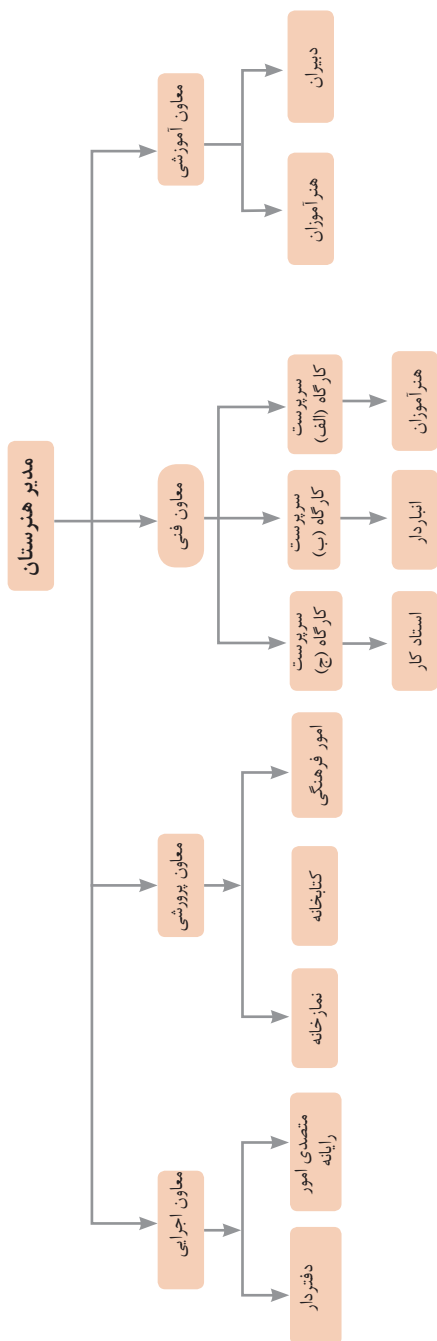 مدیر هنرستان
معاون آموزشی
معاون فنی
معاون پرورشی
معاون اجرایی
دبیران
هنرآموزان
سرپرست
کارگاه (الف)
سرپرست
کارگاه (ب)
سرپرست
کارگاه (ج)
امور فرهنگی
کتابخانه
نمازخانه
متصدی امور
رایانه
دفتردار
هنرآموزان
انباردار
استاد کار